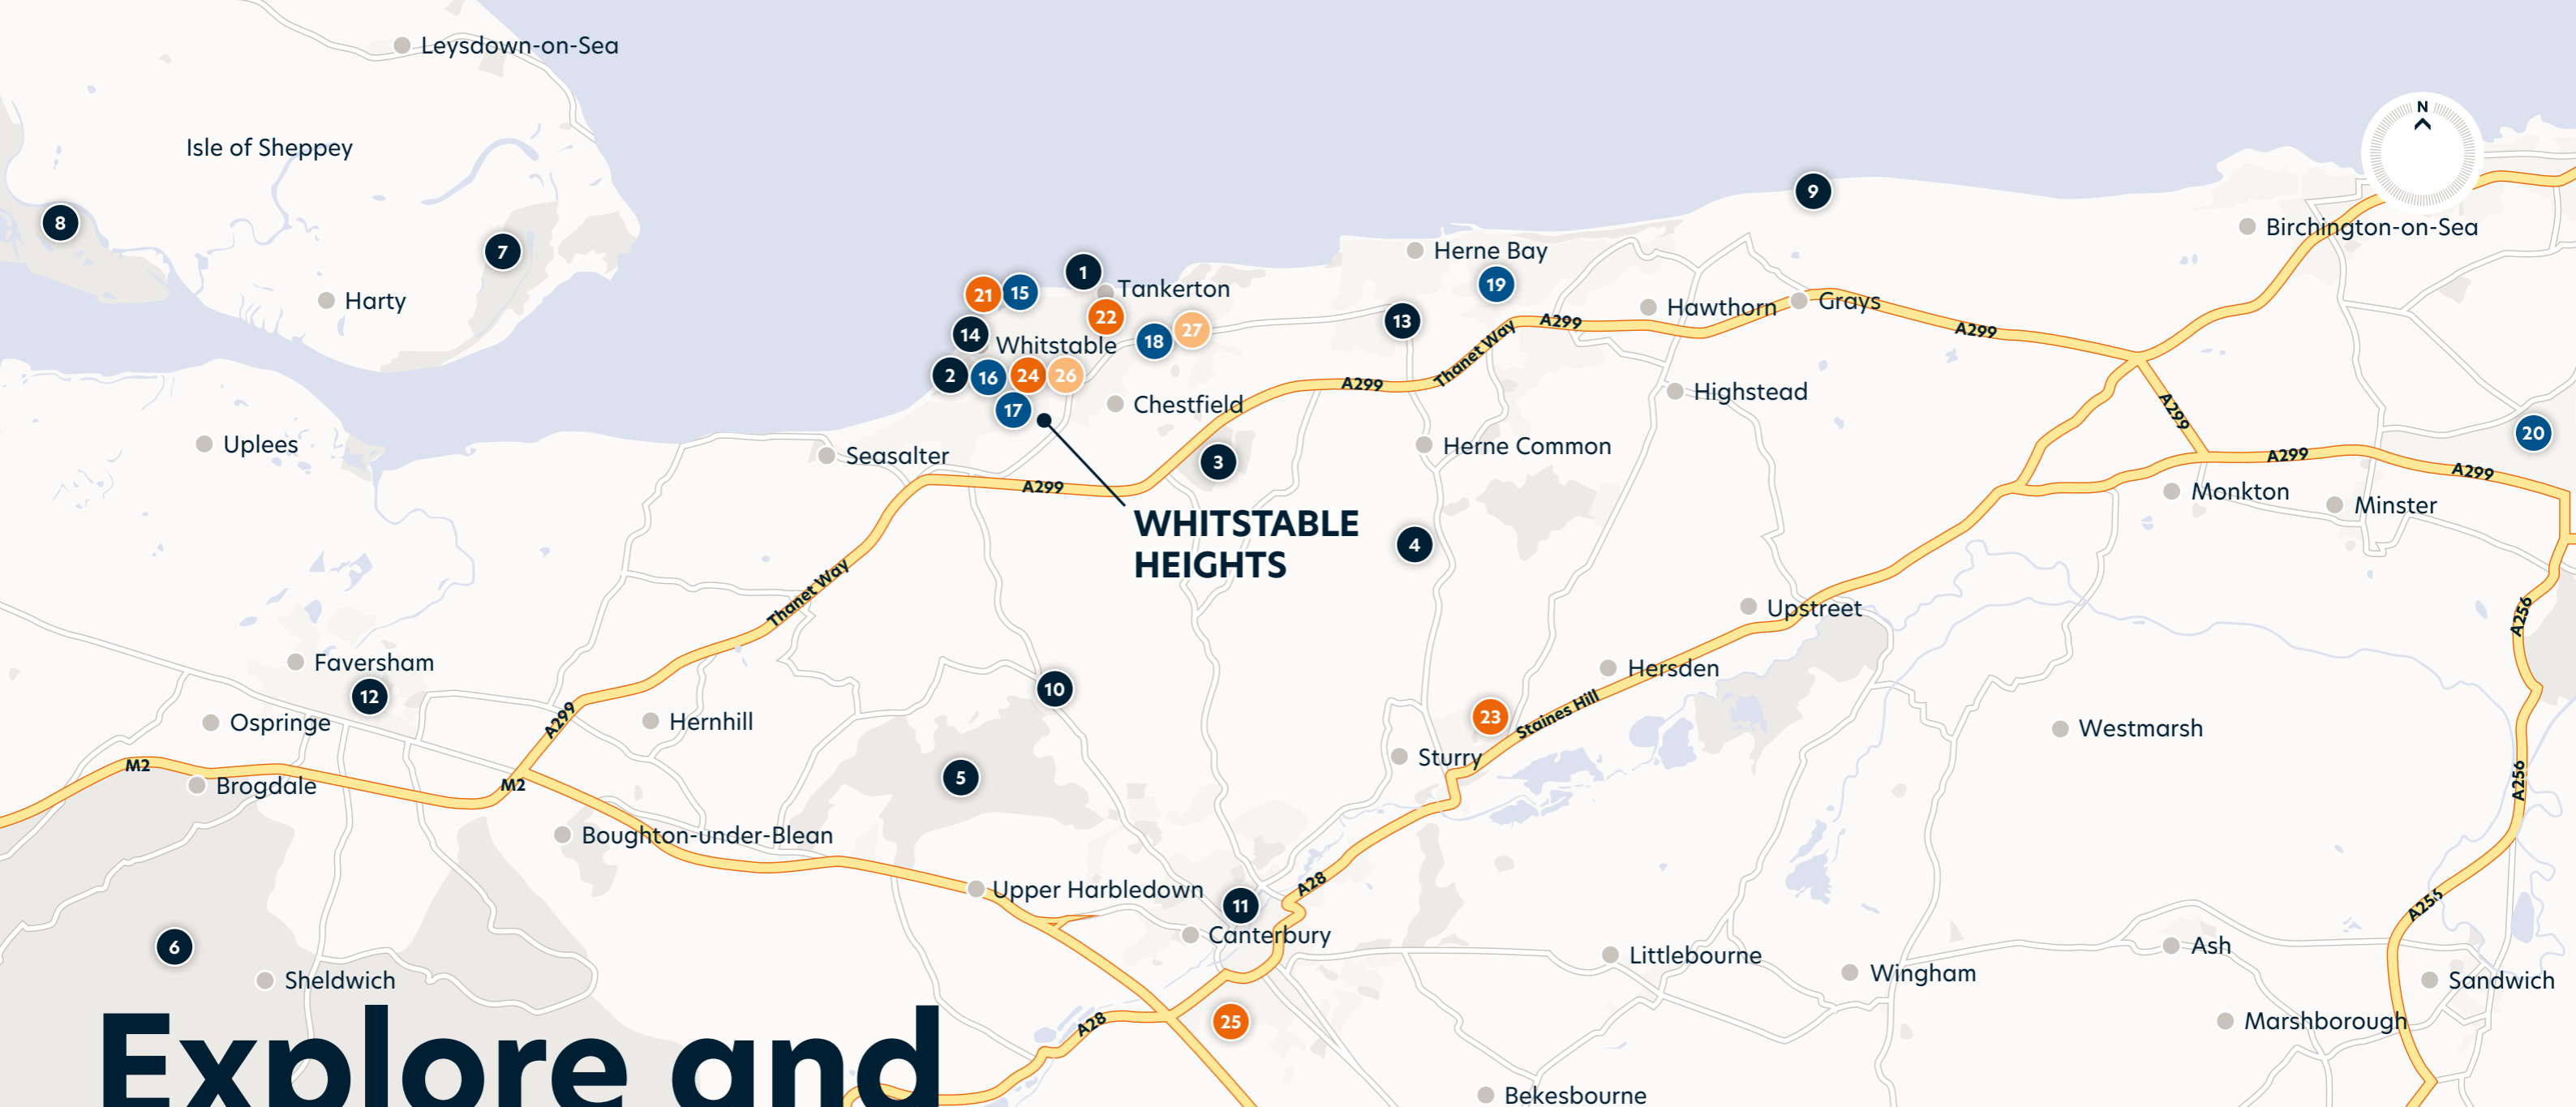 Leysdown-on-Sea
N
Isle of Sheppey
9
8
Birchington-on-Sea
7
Herne Bay
1
Tankerton
19
21
15
Harty
Hawthorn
Grays
22
13
A299
A299
27
14
18
Whitstable
Thanet Way
2
16
24
26
A299
Highstead
Chestfield
17
A299
20
Uplees
Herne Common
Seasalter
A299
3
A299
A299
Monkton
Minster
WHITSTABLE
HEIGHTS
4
Thanet Way
Upstreet
A256
Faversham
Hersden
10
12
A299
23
Staines Hill
Ospringe
Hernhill
Westmarsh
Sturry
M2
5
A256
M2
Brogdale
Boughton-under-Blean
A28
Upper Harbledown
11
A256
Canterbury
6
Ash
Littlebourne
Wingham
Sheldwich
Sandwich
25
Marshborough
A28
Explore and
Bekesbourne